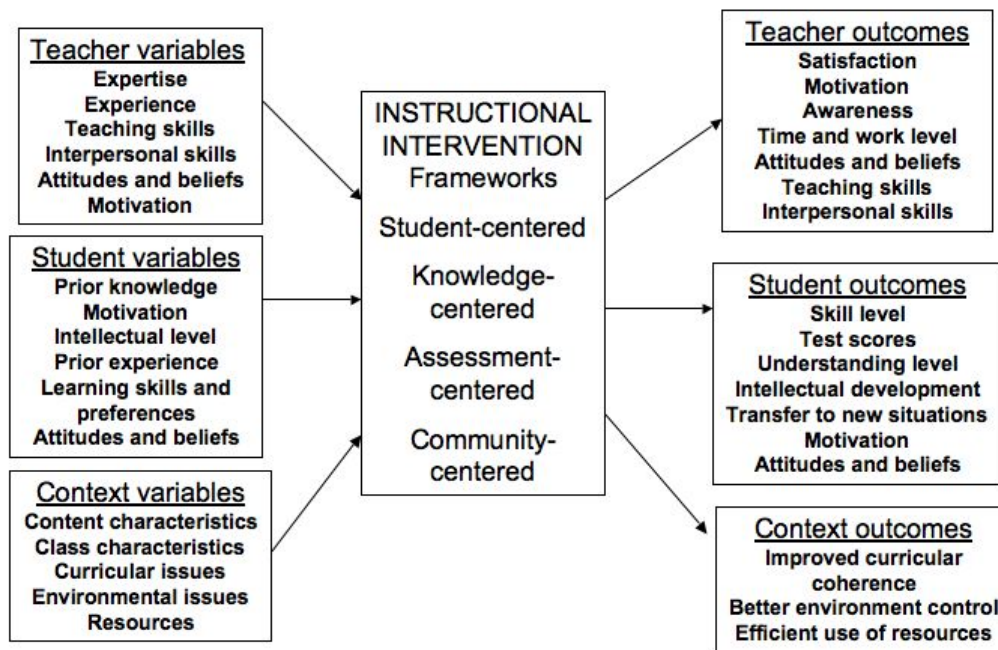 Teacher variables
Expertise
Experience
Teaching skills
Interpersonal skills
Attitudes and beliefs
Motivation
Student variables
Prior knowledge
Motivation
Intellectual level
Prior experience
Learning skills and
preferences
Attitudes and beliefs
Context variables
Content characteristics
Class characteristics
Curricular issues
Environmental issues
Resources
INSTRUCTIONAL
INTERVENTION
Frameworks
Student-centered
Knowledge-
centered
Assessment-
centered
Community-
centered
Teacher outcomes
Satisfaction
Motivation
Awareness
Time and work level
Attitudes and beliefs
Teaching skills
Interpersonal skills
Student outcomes
Skill level
Test scores
Understanding level
Intellectual development
Transfer to new situations
Motivation
Attitudes and beliefs
Context outcomes
Improved curricular
coherence
Better environment control
Efficient use of resources